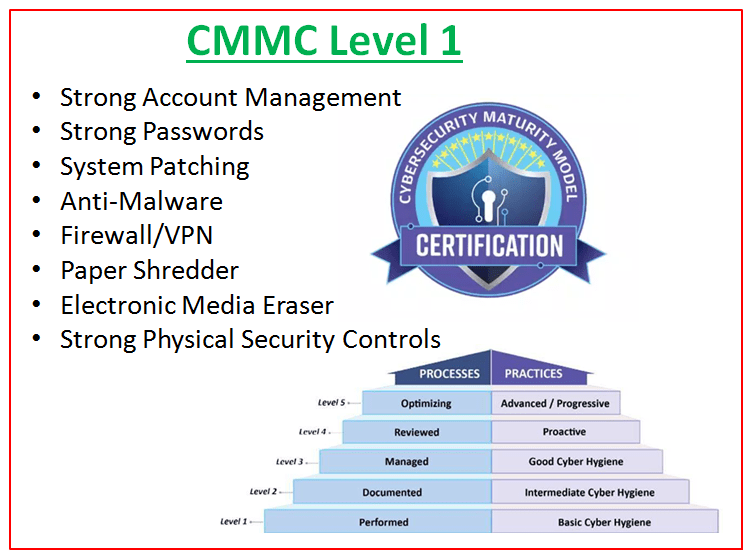 CMMC Level 1
• Strong Account Management
• Strong Passwords
• System Patching
• Anti-Malware
• Firewall/VPN
• Paper Shredder
• Electronic Media Eraser
• Strong Physical Security Controls
CYBERSECURITY MATURITY MODEL
CERTIFICATION
PROCESSES PRACTICES
Level 5 Optimizing Advanced / Progressive
Level 4 Reviewed Proactive
Level 3 Managed Good Cyber Hygiene
Level 2 Documented Intermediate Cyber Hygiene
Level 1 Performed Basic Cyber Hygiene